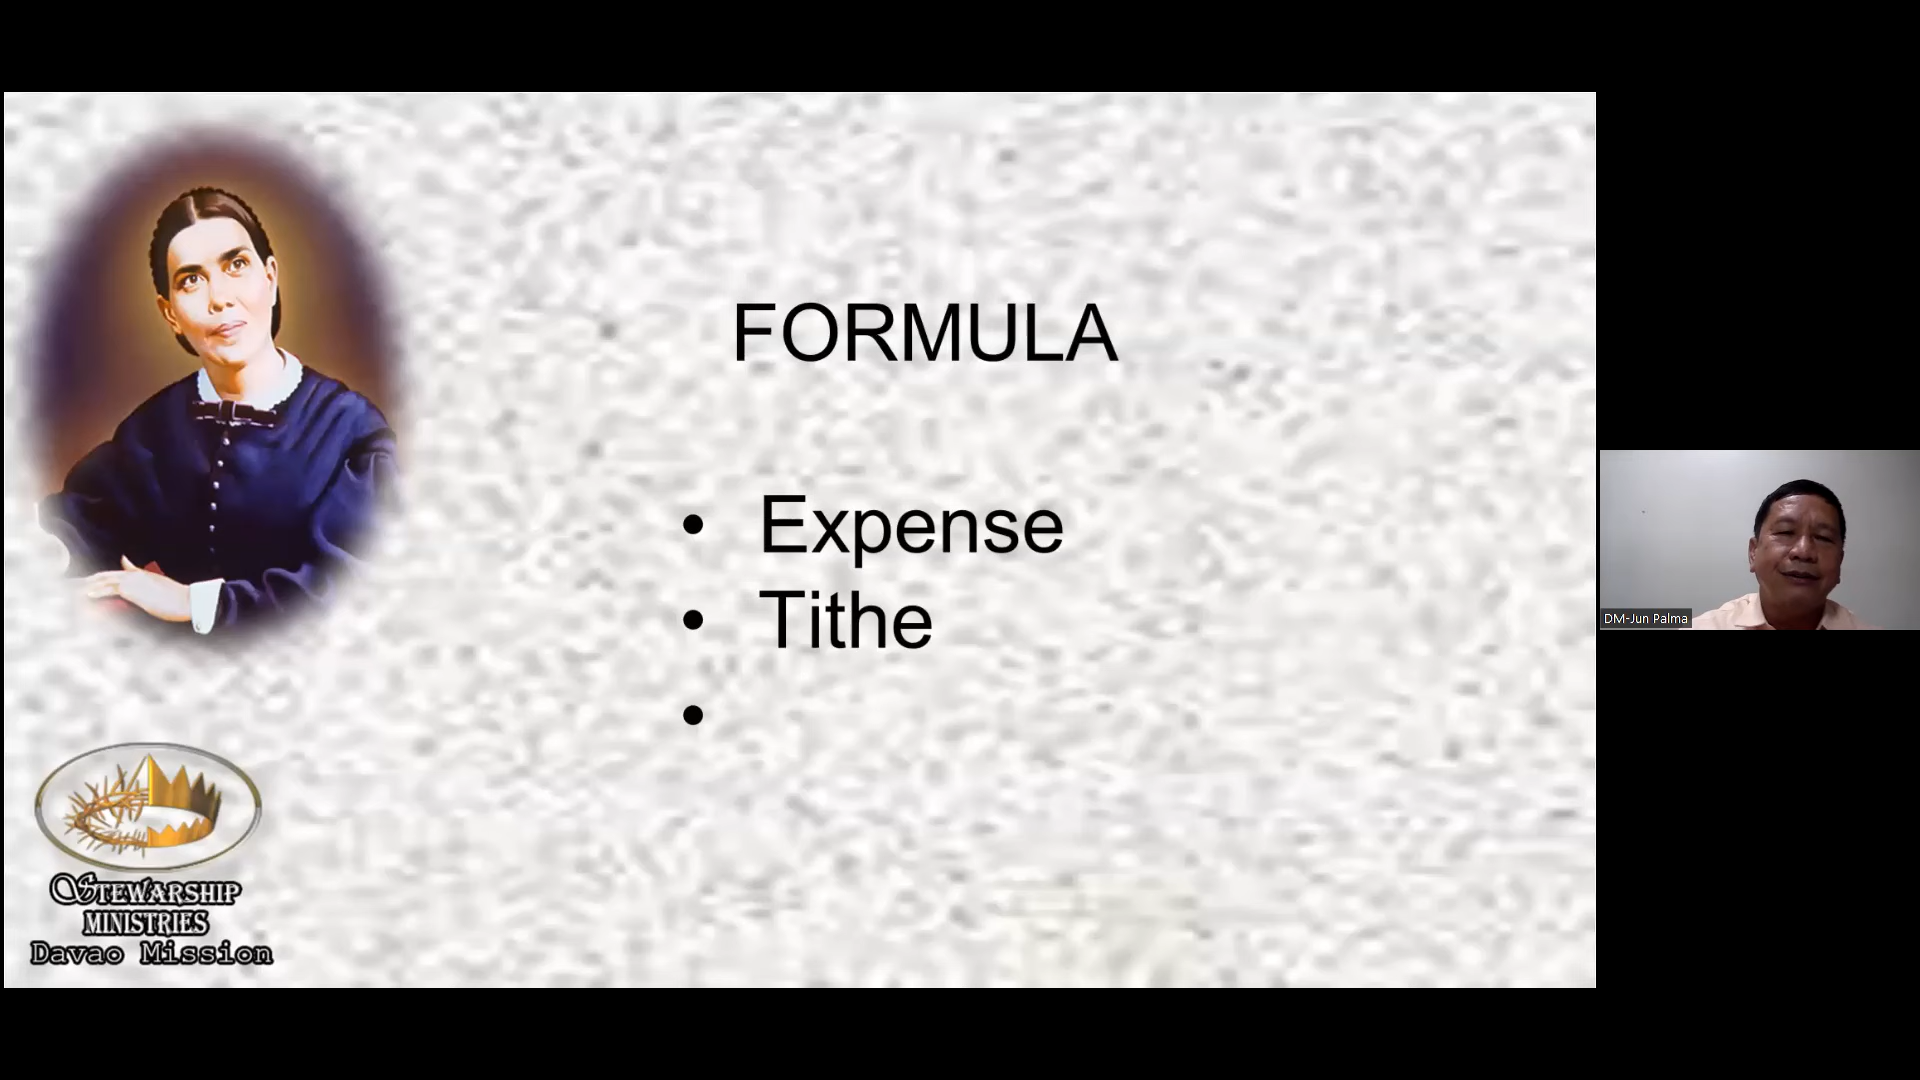 FORMULA
• Expense
• Tithe
•
STEWARSHIP
MINISTRIES
Davao Mission
DM-Jun Palma